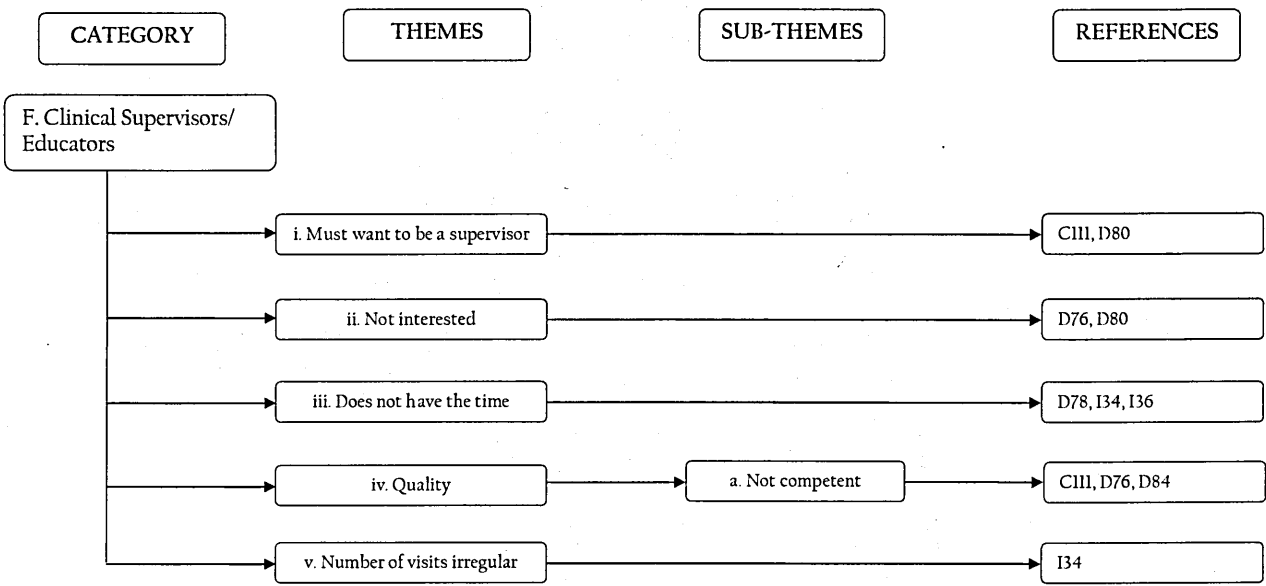 CATEGORY
THEMES
SUB-THEMES
REFERENCES
F. Clinical Supervisors/
Educators
i. Must want to be a supervisor
C111, D80
ii. Not interested
D76, D80
iii. Does not have the time
D78, I34, I36
iv. Quality
a. Not competent
C111, D76, D84
v. Number of visits irregular
I34